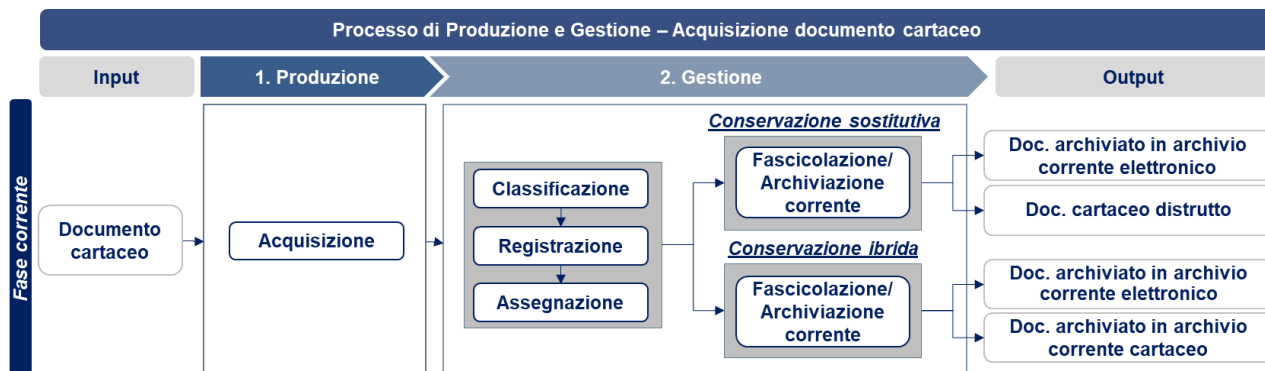 Processo di Produzione e Gestione – Acquisizione documento cartaceo
Input
1. Produzione
2. Gestione
Output
Fase corrente
Documento
cartaceo
Acquisizione
Classificazione
Registrazione
Assegnazione
Conservazione sostitutiva
Fascicolazione/
Archiviazione
corrente
Conservazione ibrida
Fascicolazione/
Archiviazione
corrente
Doc. archiviato in archivio
corrente elettronico
Doc. cartaceo distrutto
Doc. archiviato in archivio
corrente elettronico
Doc. archiviato in archivio
corrente cartaceo